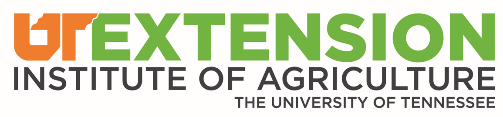 UTEXTENSION
INSTITUTE OF AGRICULTURE
THE UNIVERSITY OF TENNESSEE